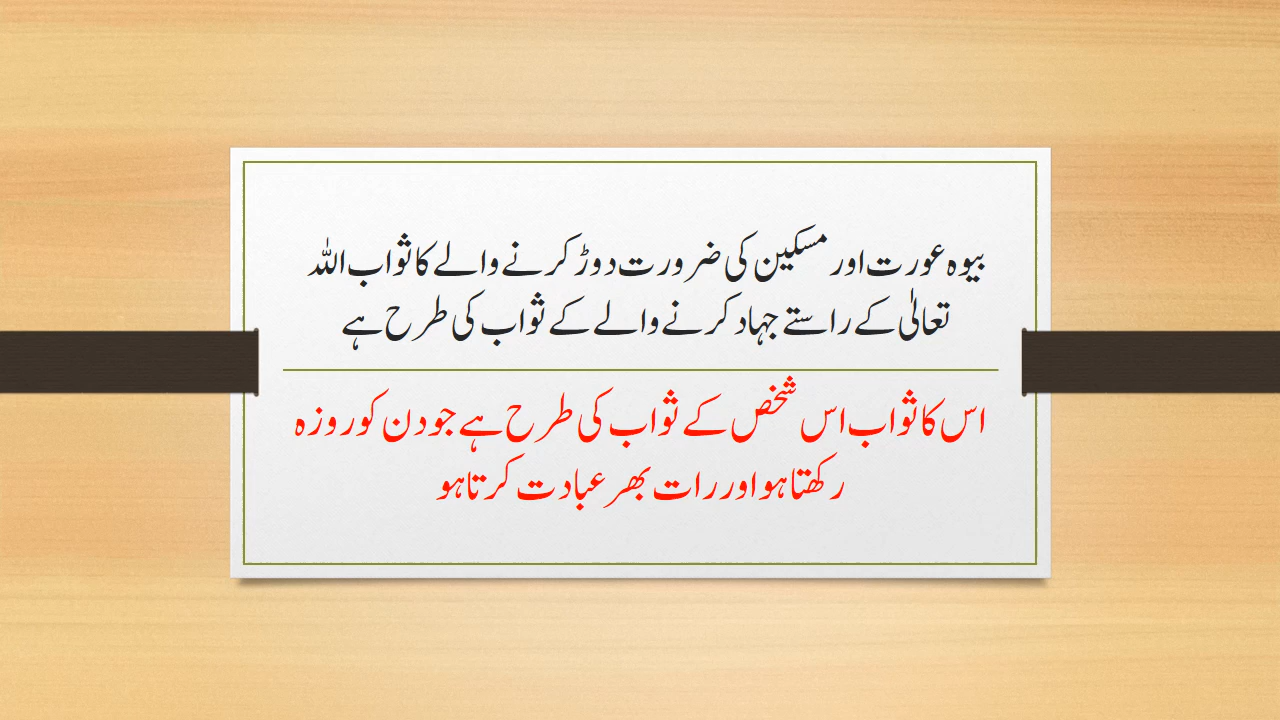 بیوہ عورت اور مسکین کی ضرورت دوڑ کرنے والے کا ثواب اللہ
تعالٰی کے راستے جہاد کرنے والے کے ثواب کی طرح ہے
اس کا ثواب اس شخص کے ثواب کی طرح ہے جو دن کو روزہ
رکھتا ہو اور رات بھر عبادت کرتا ہو